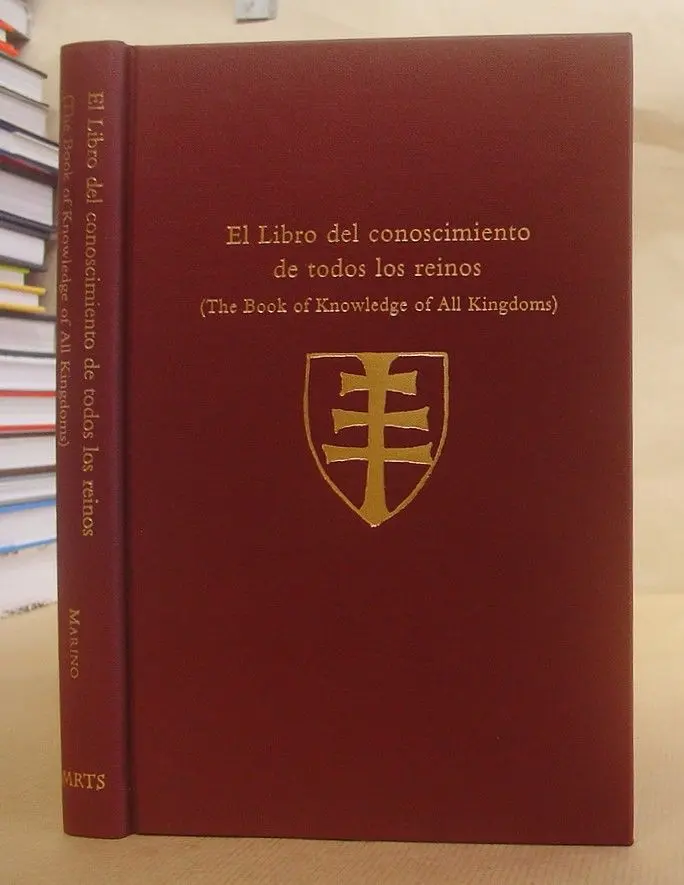 El Libro del conoscimiento
de todos los reinos
(The Book of Knowledge of All Kingdoms)
El Libro del conoscimiento de todos los reinos
(The Book of Knowledge of All Kingdoms)
MARINO
MRTS